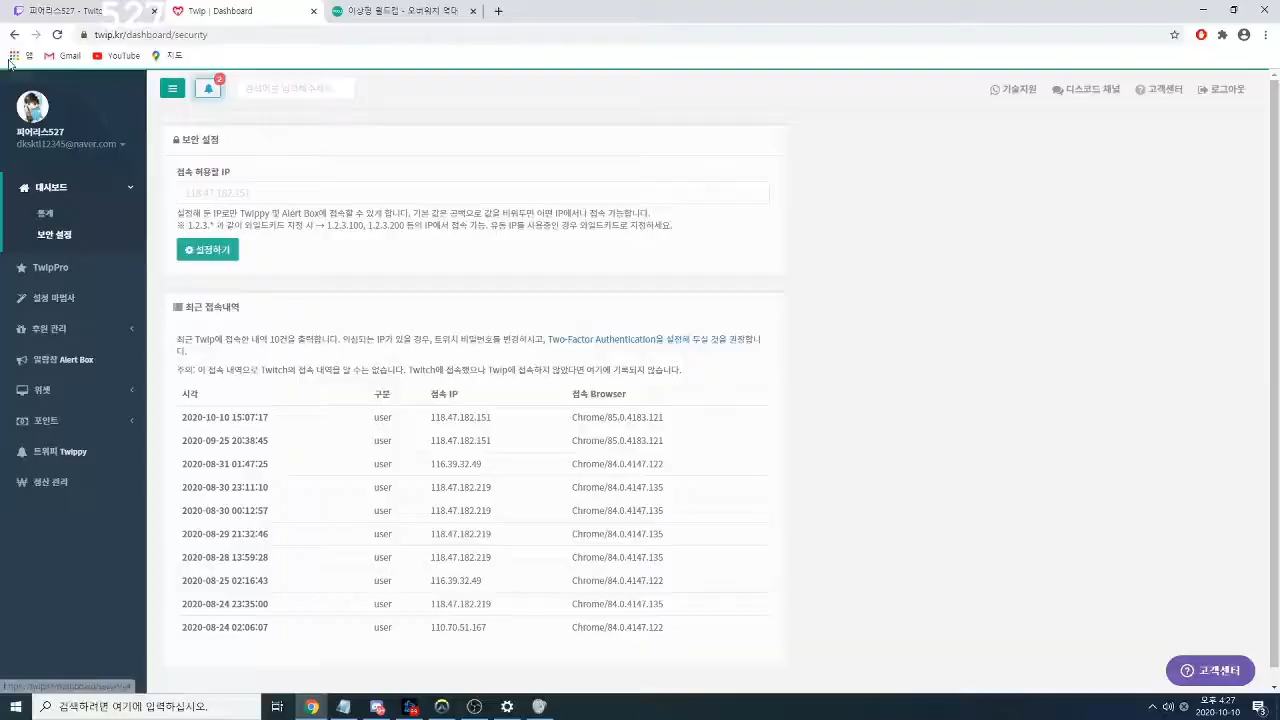 피어리스527 - Twitch
527
Twip
이상형 월드컵 - 오버워치 역대
twip.kr/dashboard/security
앱
Gmail
YouTube
지도
2
검색어를 입력해주세요.
기술지원
디스코드 채널
고객센터
로그아웃
피어리스527
dksktl12345@naver.com
대시보드
통계
보안 설정
TwipPro
설정 마법사
후원 관리
알람창 Alert Box
위젯
포인트
트위피 Twippy
정산 관리
보안 설정
접속 허용할 IP
118.47.182.151
설정해 둔 IP로만 Twippy 및 Alert Box에 접속할 수 있게 합니다. 기본 값은 공백으로 값을 비워두면 어떤 IP에서나 접속 가능합니다.
※ 1.2.3.* 과 같이 와일드카드 지정 시 → 1.2.3.100, 1.2.3.200 등의 IP에서 접속 가능. 유동 IP를 사용중인 경우 와일드카드로 지정하세요.
설정하기
최근 접속내역
최근 Twip에 접속한 내역 10건을 출력합니다. 의심되는 IP가 있을 경우, 트위치 비밀번호를 변경하시고, Two-Factor Authentication을 설정해 두실 것을 권장합니
다.
주의: 이 접속 내역으로 Twitch의 접속 내역을 알 수는 없습니다. Twitch에 접속했으나 Twip에 접속하지 않았다면 여기에 기록되지 않습니다.
시각 구분 접속 IP 접속 Browser
2020-10-10 15:07:17 user 118.47.182.151 Chrome/85.0.4183.121
2020-09-25 20:38:45 user 118.47.182.151 Chrome/85.0.4183.121
2020-08-31 01:47:25 user 116.39.32.49 Chrome/84.0.4147.122
2020-08-30 23:11:10 user 118.47.182.219 Chrome/84.0.4147.135
2020-08-30 00:12:57 user 118.47.182.219 Chrome/84.0.4147.135
2020-08-29 21:32:46 user 118.47.182.219 Chrome/84.0.4147.135
2020-08-28 13:59:28 user 118.47.182.219 Chrome/84.0.4147.135
2020-08-25 02:16:43 user 116.39.32.49 Chrome/84.0.4147.122
2020-08-24 23:35:00 user 118.47.182.219 Chrome/84.0.4147.135
2020-08-24 02:06:07 user 110.70.51.167 Chrome/84.0.4147.122
고객센터
검색하려면 여기에 입력하십시오.
오후 4:27
2020-10-10
3